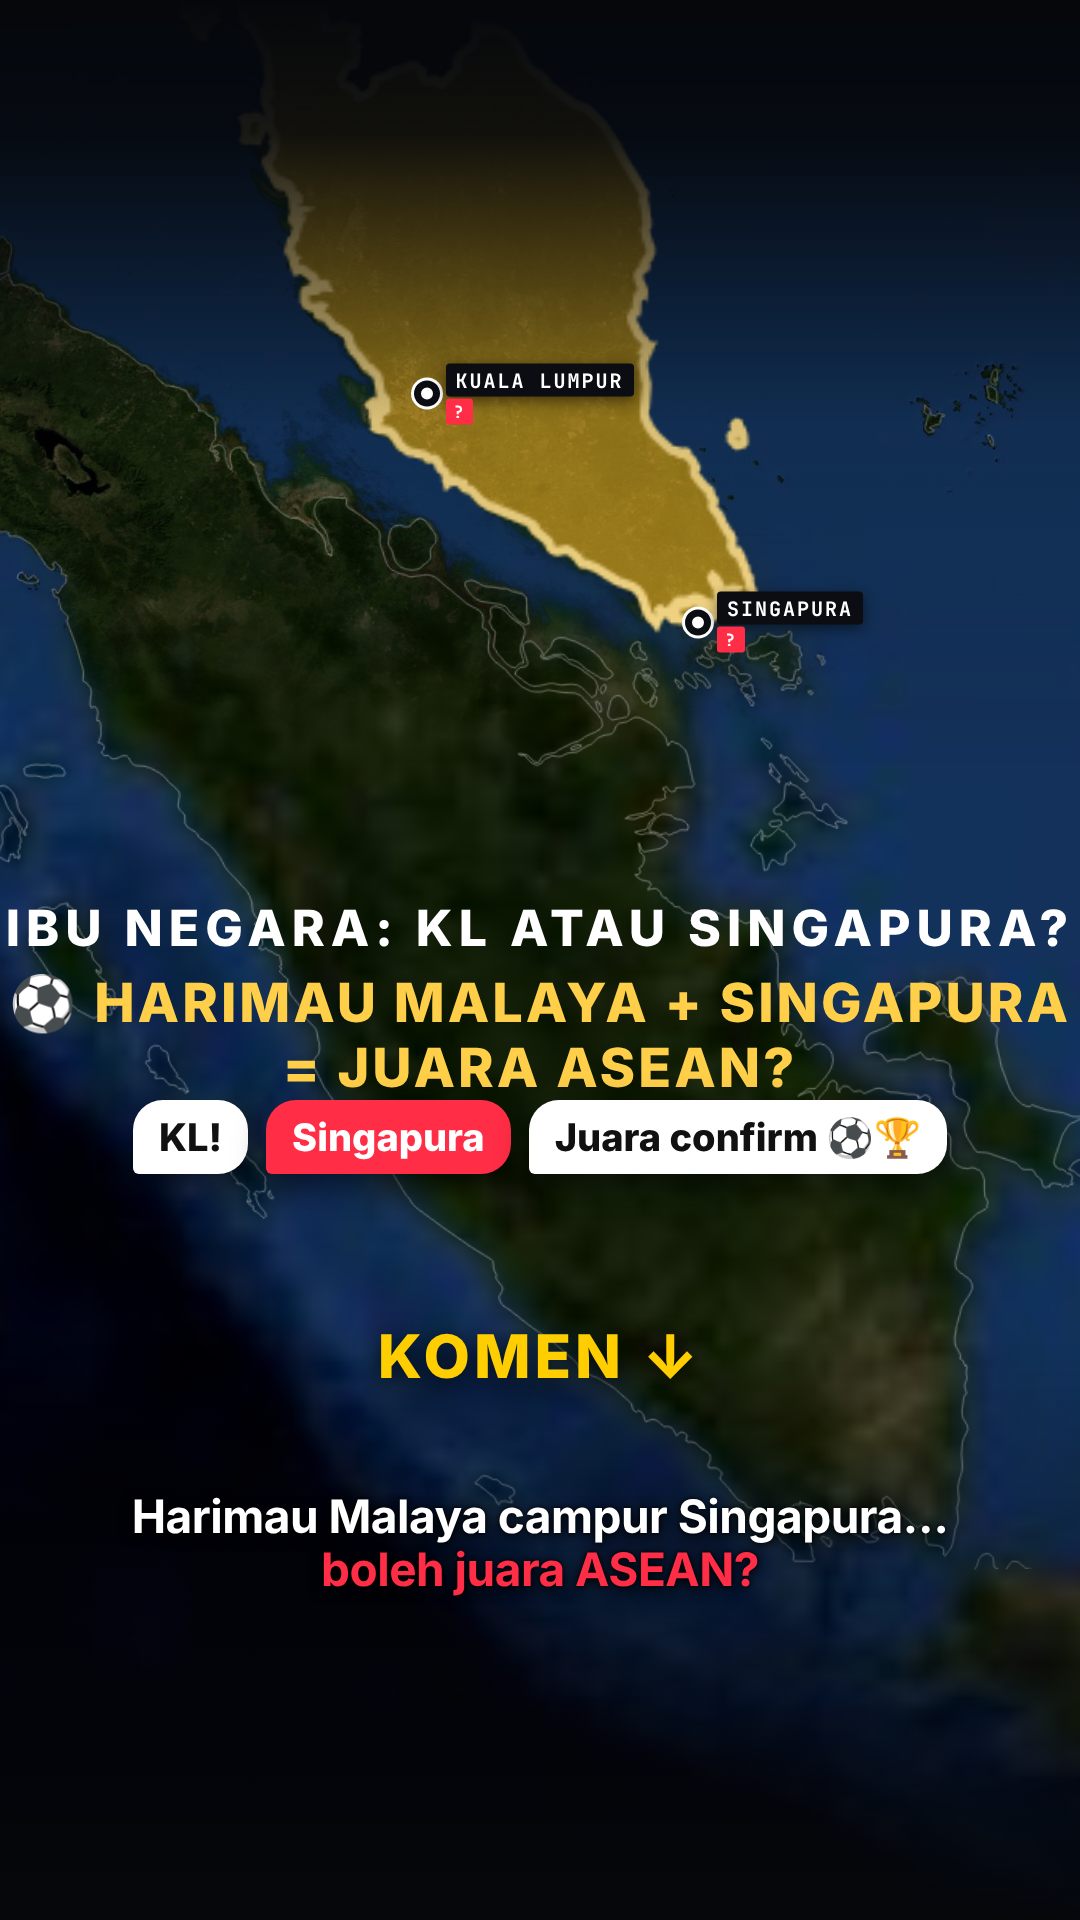 KUALA LUMPUR
?
SINGAPURA
?
IBU NEGARA: KL ATAU SINGAPURA?
⚽ HARIMAU MALAYA + SINGAPURA
= JUARA ASEAN?
KL! Singapura Juara confirm ⚽🏆
KOMEN ↓
Harimau Malaya campur Singapura...
boleh juara ASEAN?